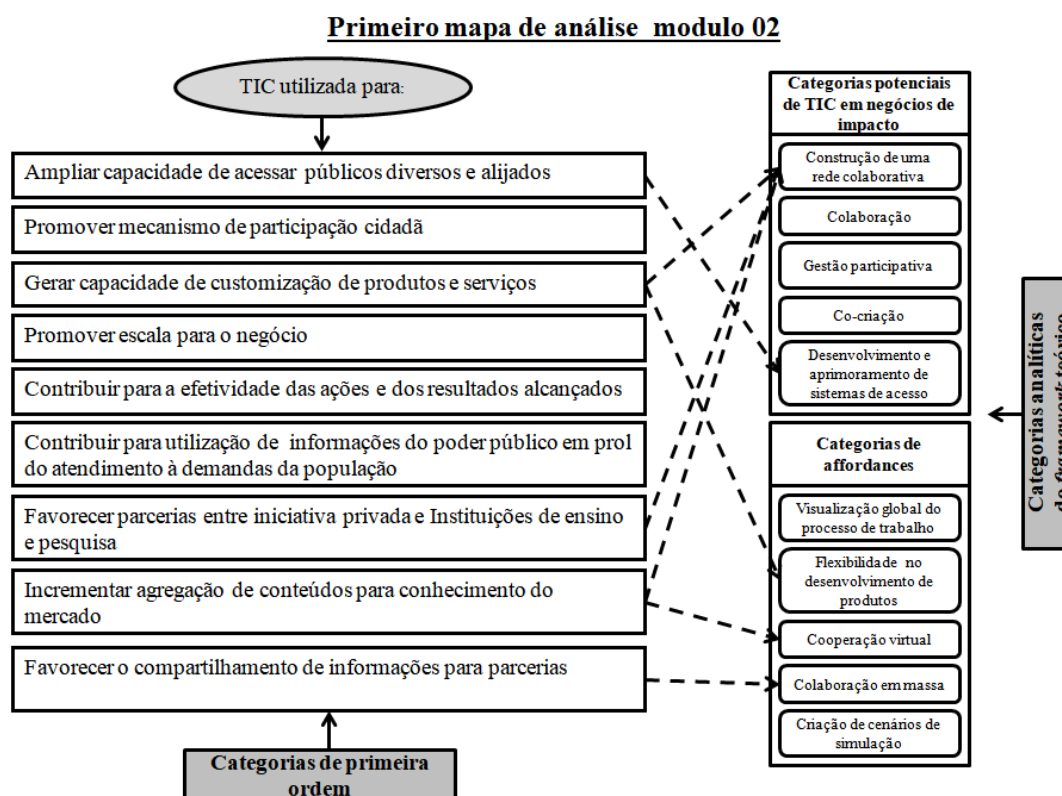 Primeiro mapa de análise modulo 02
TIC utilizada para:
Ampliar capacidade de acessar públicos diversos e alijados
Promover mecanismo de participação cidadã
Gerar capacidade de customização de produtos e serviços
Promover escala para o negócio
Contribuir para a efetividade das ações e dos resultados alcançados
Contribuir para utilização de informações do poder público em prol
do atendimento à demandas da população
Favorecer parcerias entre iniciativa privada e Instituições de ensino
e pesquisa
Incrementar agregação de conteúdos para conhecimento do
mercado
Favorecer o compartilhamento de informações para parcerias
Categorias de primeira
ordem
Categorias potenciais
de TIC em negócios de
impacto
Construção de uma
rede colaborativa
Colaboração
Gestão participativa
Co-criação
Desenvolvimento e
aprimoramento de
sistemas de acesso
Categorias de
affordances
Visualização global do
processo de trabalho
Flexibilidade no
desenvolvimento de
produtos
Cooperação virtual
Colaboração em massa
Criação de cenários de
simulação
Categorias analíticas
do framework teórico